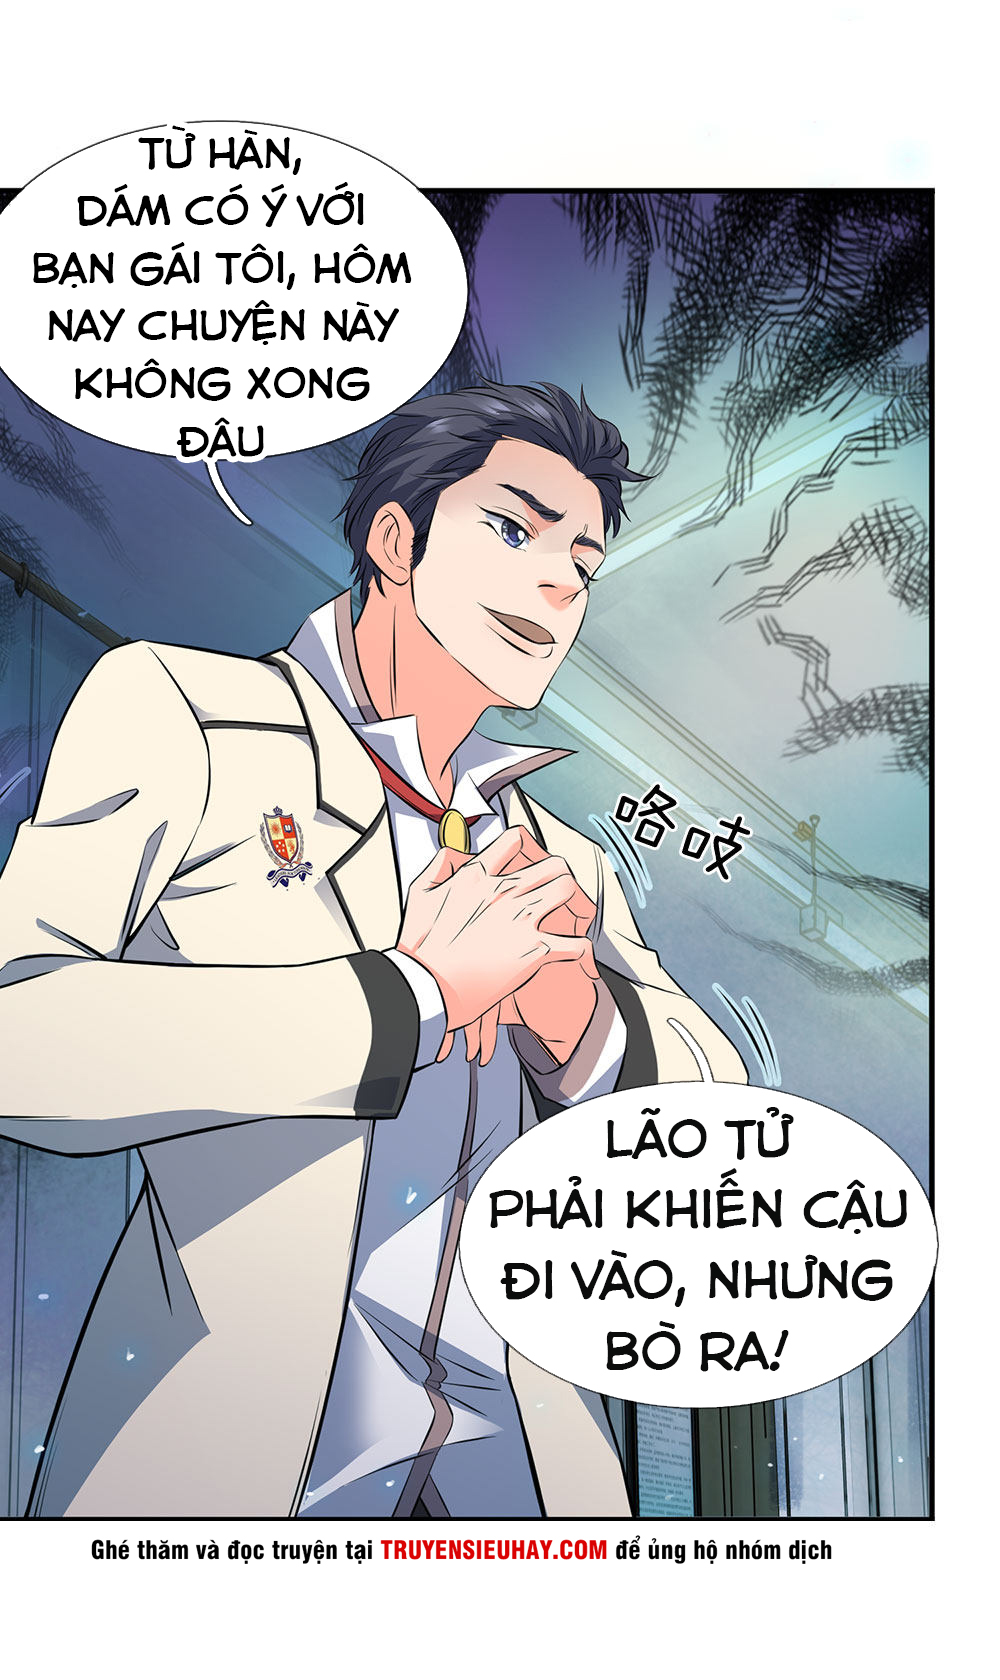 TỪ HÀN,
DÁM CÓ Ý VỚI
BẠN GÁI TÔI, HÔM
NAY CHUYỆN NÀY
KHÔNG XONG
ĐÂU
咯吱
LÃO TỬ
PHẢI KHIẾN CẬU
ĐI VÀO, NHƯNG
BÒ RA!
Ghé thăm và đọc truyện tại TRUYENSIEUHAY.COM để ủng hộ nhóm dịch